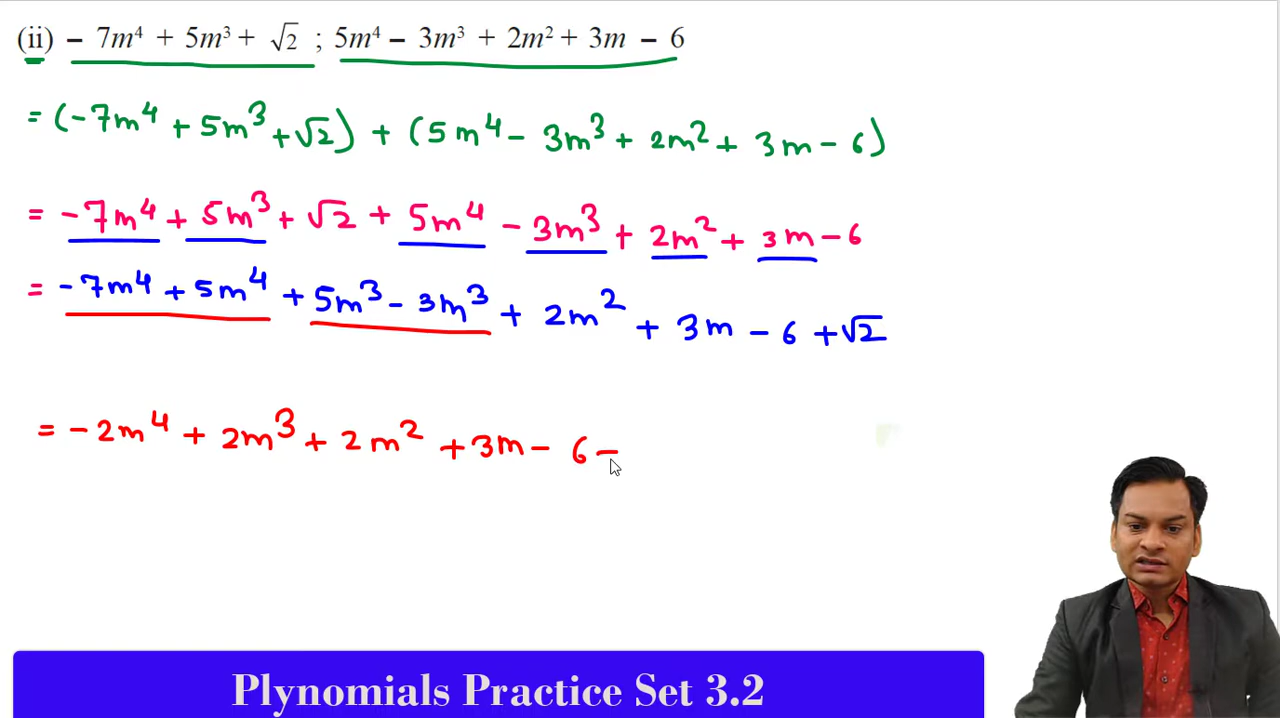 (ii) – 7m⁴ + 5m³ + √2 ; 5m⁴ – 3m³ + 2m² + 3m – 6
= (-7m⁴ + 5m³ + √2) + (5m⁴ - 3m³ + 2m² + 3m - 6)
= -7m⁴ + 5m³ + √2 + 5m⁴ - 3m³ + 2m² + 3m - 6
= -7m⁴ + 5m⁴ + 5m³ - 3m³ + 2m² + 3m - 6 + √2
= -2m⁴ + 2m³ + 2m² + 3m - 6 -
Plynomials Practice Set 3.2